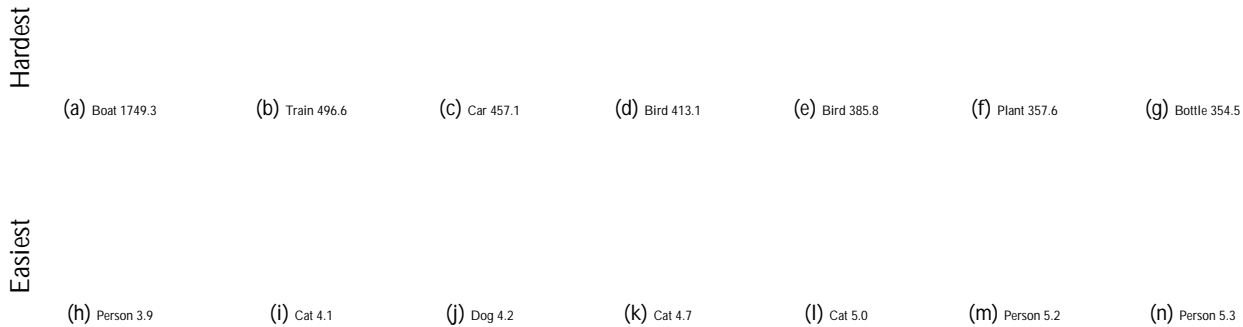 Hardest
(a) Boat 1749.3 (b) Train 496.6 (c) Car 457.1 (d) Bird 413.1 (e) Bird 385.8 (f) Plant 357.6 (g) Bottle 354.5
Easiest
(h) Person 3.9 (i) Cat 4.1 (j) Dog 4.2 (k) Cat 4.7 (l) Cat 5.0 (m) Person 5.2 (n) Person 5.3